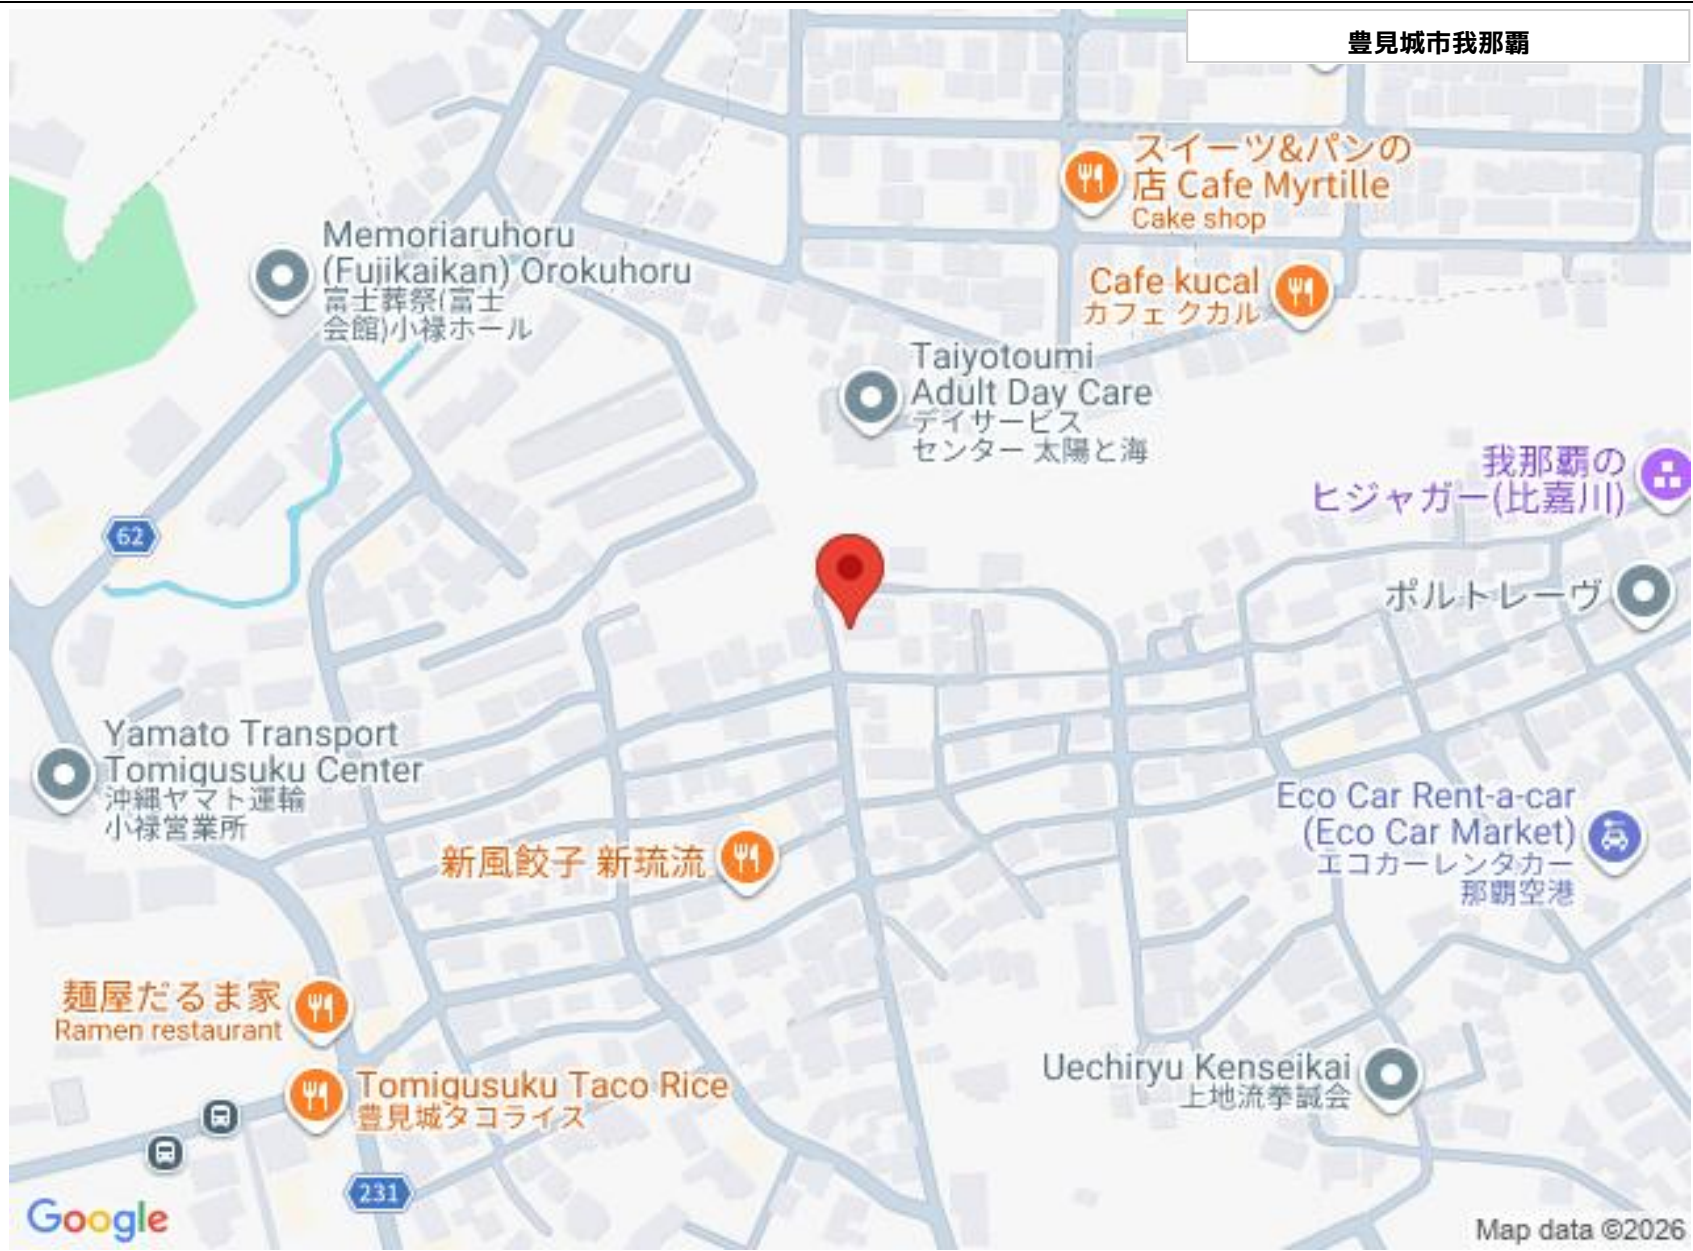 豊見城市我那覇
スイーツ&パンの
店 Cafe Myrtille
Cake shop
Memoriaruhoru
(Fujikaikan) Orokuhoru
富士葬祭(富士
会館)小禄ホール
Cafe kucal
カフェ クカル
Taiyotoumi
Adult Day Care
デイサービス
センター 太陽と海
我那覇の
ヒジャガー(比嘉川)
62
ポルトレーヴ
Yamato Transport
Tomigusuku Center
沖縄ヤマト運輸
小禄営業所
Eco Car Rent-a-car
(Eco Car Market)
エコカーレンタカー
那覇空港
新風餃子 新琉流
麺屋だるま家
Ramen restaurant
Uechiryu Kenseikai
上地流拳誠会
Tomigusuku Taco Rice
豊見城タコライス
231
Google
Map data ©2026